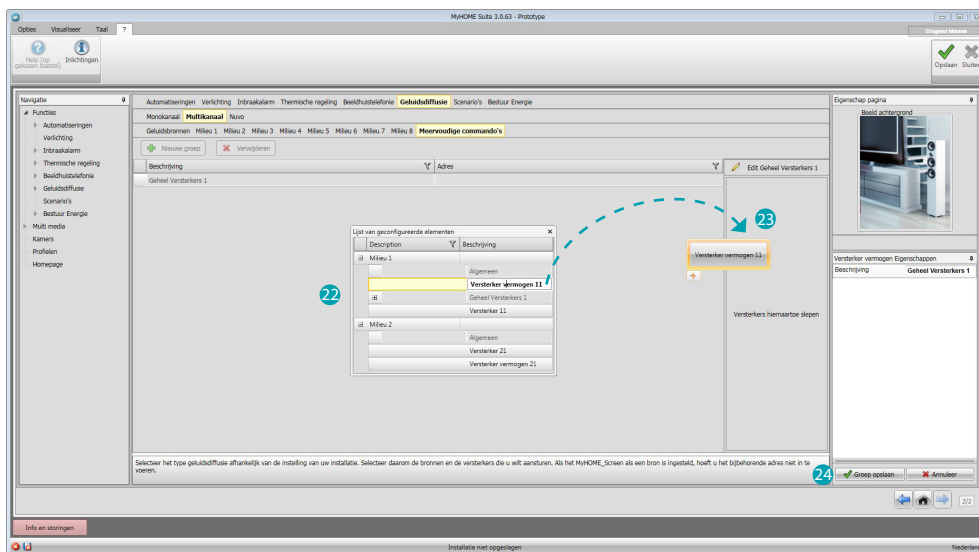 MyHOME Suite 3.0.63 - Prototype
Opties Visualiseer Taal ?
Help (op gekozen toestel)
Inlichtingen
Opslaan Sluiten
Navigatie
Functies
Automatiseringen
Verlichting
Inbraakalarm
Thermische regeling
Beeldhuistelefonie
Geluidsdiffusie
Scenario's
Bestuur Energie
Multi media
Kamers
Profielen
Homepage
Automatiseringen Verlichting Inbraakalarm Thermische regeling Beeldhuistelefonie Geluidsdiffusie Scenario's Bestuur Energie
Monokanaal Multikanaal Nuvo
Geluidsbronnen Milieu 1 Milieu 2 Milieu 3 Milieu 4 Milieu 5 Milieu 6 Milieu 7 Milieu 8 Meervoudige commando's
Nieuwe groep Verwijderen
Beschrijving Adres
Geheel Versterkers 1
Edit Geheel Versterkers 1
23
Versterker vermogen 11
Versterkers hiernaartoe slepen
22
Lijst van geconfigureerde elementen
Description Beschrijving
Milieu 1
Algemeen
Versterker vermogen 11
Geheel Versterkers 1
Versterker 11
Milieu 2
Algemeen
Versterker 21
Versterker vermogen 21
Selecteer het type geluidsdiffusie afhankelijk van de instelling van uw installatie. Selecteer daarom de bronnen en de versterkers die u wilt aansturen. Als het MyHOME_Screen als een bron is ingesteld, hoeft u het bijbehorende adres niet in te
voeren.
Eigenschap pagina
Beeld achtergrond
Versterker vermogen Eigenschappen
Beschrijving Geheel Versterkers 1
24
Groep opslaan Annuleer
2/2
Info en storingen
Installatie niet opgeslagen
Nederlan